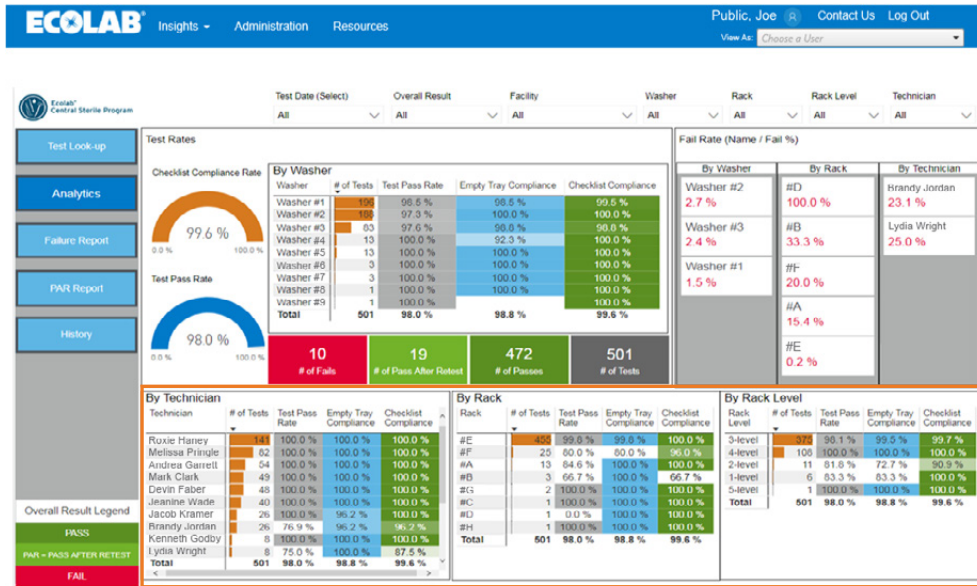 ECOLAB® Insights Administration Resources Public, Joe Contact Us Log Out
View As: Choose a User
Ecolab®
Central Sterile Program
Test Date (Select) Overall Result Facility Washer Rack Rack Level Technician
All All All All All All All
Test Look-up
Analytics
Failure Report
PAR Report
History
Overall Result Legend
PASS
PAR = PASS AFTER RETEST
FAIL
Test Rates
Checklist Compliance Rate
99.6 %
0.0 % 100.0 %
Test Pass Rate
98.0 %
0.0 % 100.0 %
By Washer
Washer # of Tests Test Pass Rate Empty Tray Compliance Checklist Compliance
Washer #1 196 98.5 % 98.5 % 99.5 %
Washer #2 188 97.3 % 100.0 % 100.0 %
Washer #3 83 97.6 % 98.8 % 98.8 %
Washer #4 13 100.0 % 92.3 % 100.0 %
Washer #5 13 100.0 % 100.0 % 100.0 %
Washer #6 3 100.0 % 100.0 % 100.0 %
Washer #7 3 100.0 % 100.0 % 100.0 %
Washer #8 1 100.0 % 100.0 % 100.0 %
Washer #9 1 100.0 % 100.0 %
Total 501 98.0 % 98.8 % 99.6 %
10
# of Fails
19
# of Pass After Retest
472
# of Passes
501
# of Tests
Fail Rate (Name / Fail %)
By Washer
Washer #2
2.7 %
Washer #3
2.4 %
Washer #1
1.5 %
By Rack
#D
100.0 %
#B
33.3 %
#F
20.0 %
#A
15.4 %
#E
0.2 %
By Technician
Brandy Jordan
23.1 %
Lydia Wright
25.0 %
By Technician
Technician # of Tests Test Pass Rate Empty Tray Compliance Checklist Compliance
Roxie Haney 141 100.0 % 100.0 % 100.0 %
Melissa Pringle 82 100.0 % 100.0 % 100.0 %
Andrea Garrett 54 100.0 % 100.0 % 100.0 %
Mark Clark 49 100.0 % 100.0 % 100.0 %
Devin Faber 48 100.0 % 100.0 % 100.0 %
Jeanine Wade 40 100.0 % 100.0 % 100.0 %
Jacob Kramer 26 100.0 % 96.2 % 100.0 %
Brandy Jordan 26 76.9 % 96.2 % 96.2 %
Kenneth Godby 8 100.0 % 100.0 % 100.0 %
Lydia Wright 8 75.0 % 100.0 % 87.5 %
Total 501 98.0 % 98.8 % 99.6 %
By Rack
Rack # of Tests Test Pass Rate Empty Tray Compliance Checklist Compliance
#E 455 99.8 % 99.8 % 100.0 %
#F 25 80.0 % 80.0 % 96.0 %
#A 13 84.6 % 100.0 % 100.0 %
#B 3 66.7 % 100.0 % 66.7 %
#G 2 100.0 % 100.0 % 100.0 %
#C 1 100.0 % 100.0 % 100.0 %
#D 1 0.0 % 100.0 % 100.0 %
#H 1 100.0 % 100.0 % 100.0 %
Total 501 98.0 % 98.8 % 99.6 %
By Rack Level
Rack Level # of Tests Test Pass Rate Empty Tray Compliance Checklist Compliance
3-level 375 98.1 % 99.5 % 99.7 %
4-level 108 100.0 % 100.0 % 100.0 %
2-level 11 81.8 % 72.7 % 90.9 %
1-level 6 83.3 % 83.3 % 100.0 %
5-level 1 100.0 % 100.0 % 100.0 %
Total 501 98.0 % 98.8 % 99.6 %